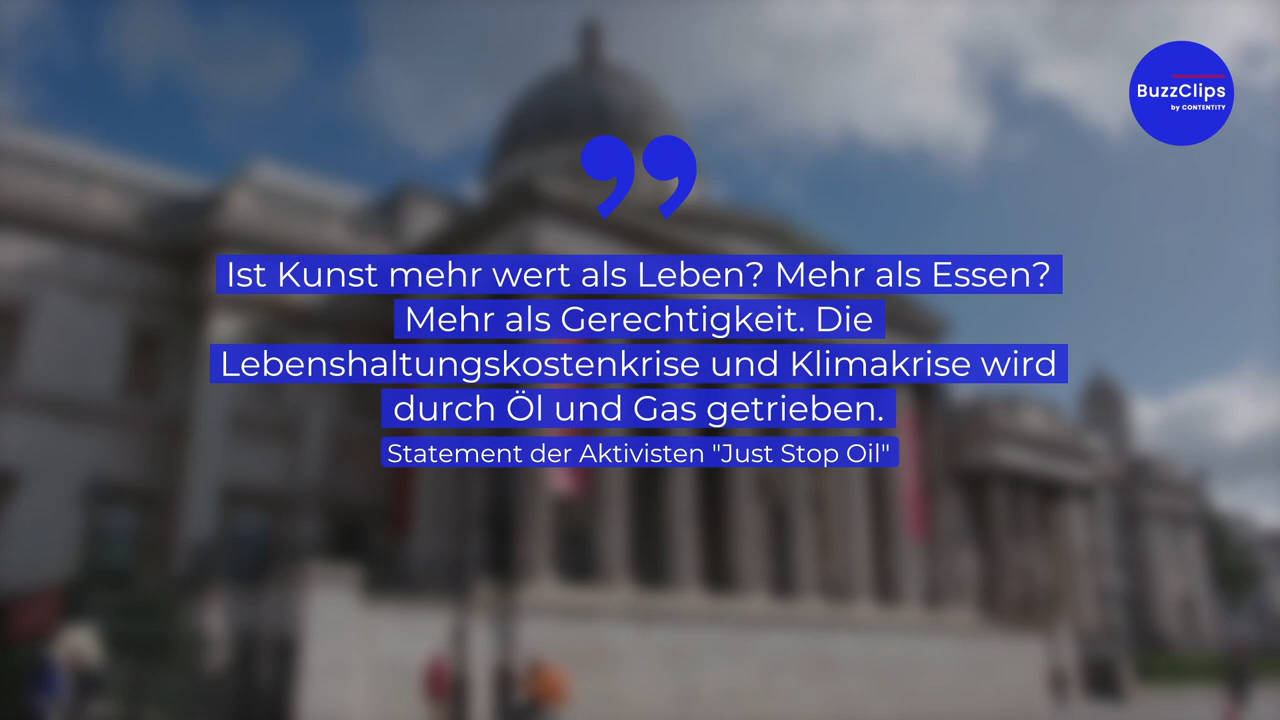 BuzzClips
by CONTENTITY
”
Ist Kunst mehr wert als Leben? Mehr als Essen?
Mehr als Gerechtigkeit. Die
Lebenshaltungskostenkrise und Klimakrise wird
durch Öl und Gas getrieben.
Statement der Aktivisten "Just Stop Oil"